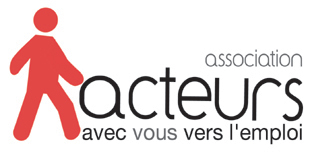 association
acteurs
avec vous vers l'emploi